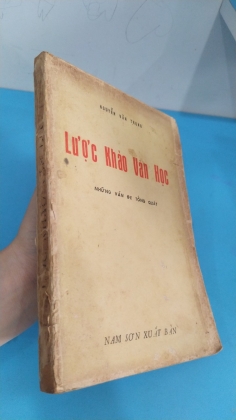 NGUYỄN VĂN TRUNG
Lược Khảo Văn Học
NHỮNG VẤN ĐỀ TỔNG QUÁT
NAM SƠN XUẤT BẢN